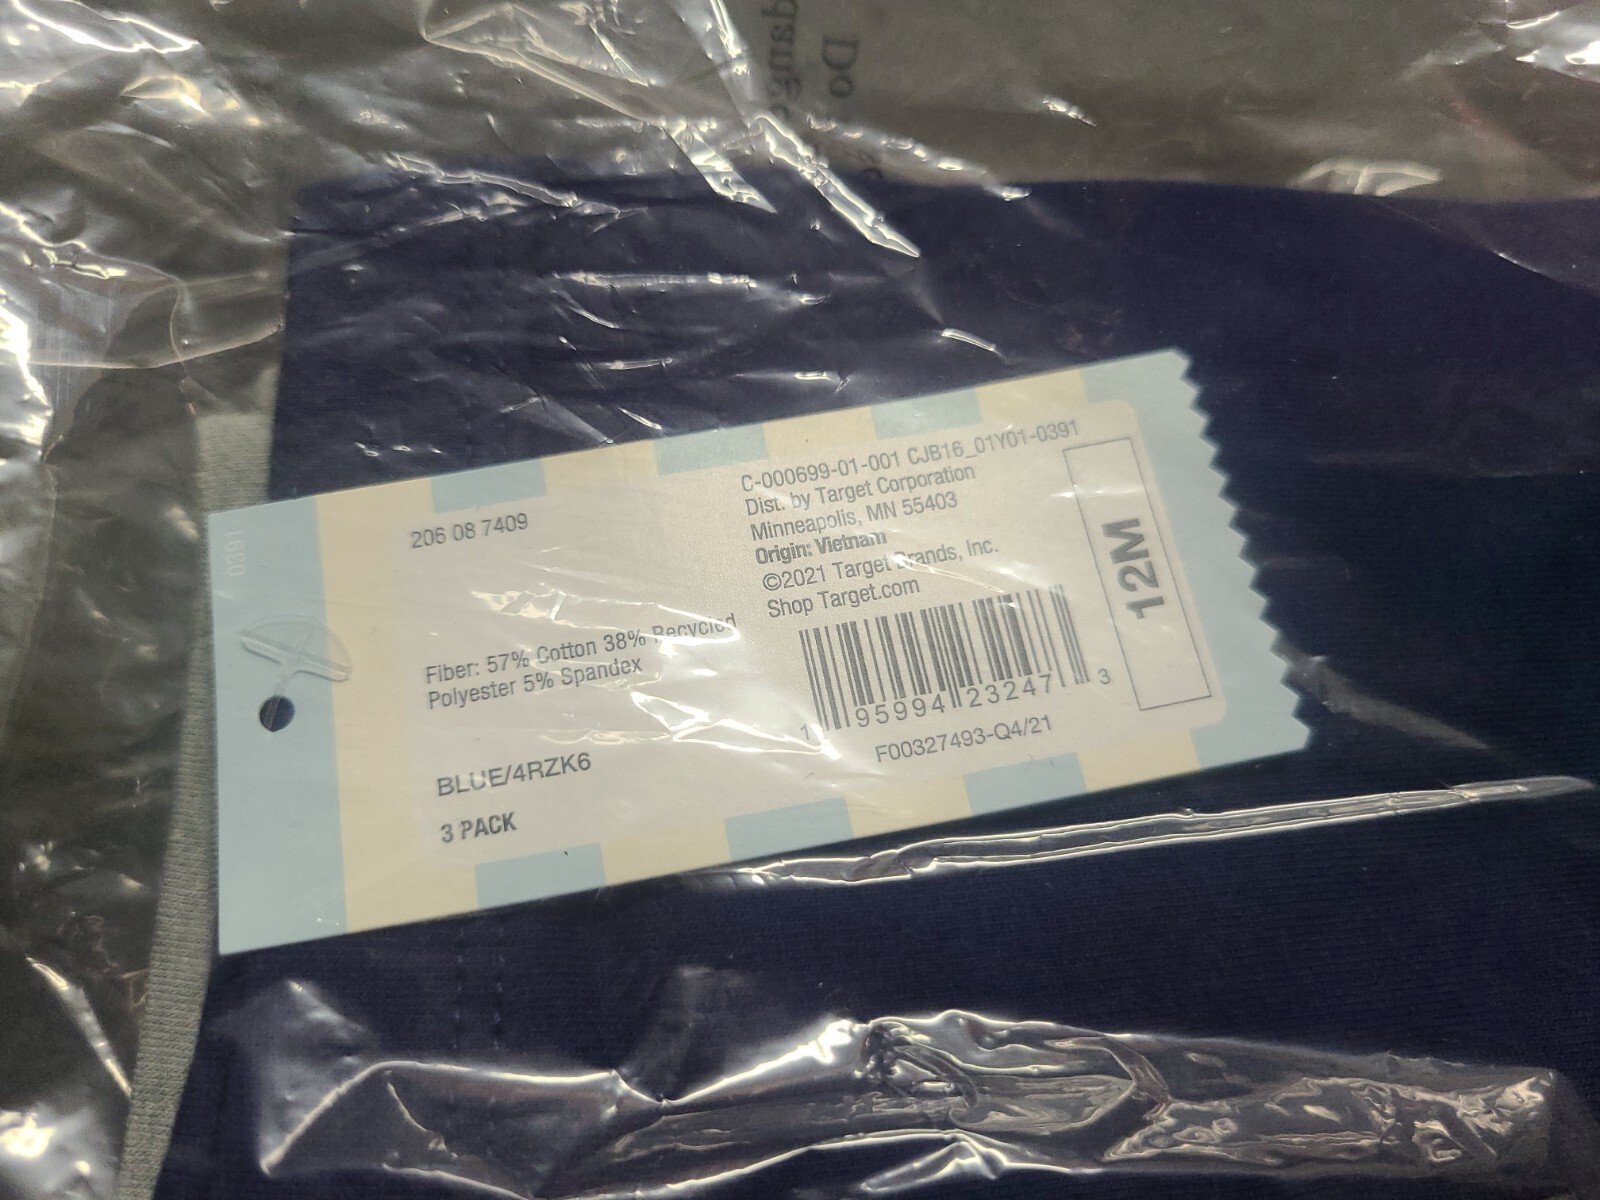 Do
206 08 7409
Fiber: 57% Cotton 38% Recycled
Polyester 5% Spandex
BLUE/4RZK6
3 PACK
C-000699-01-001 CJB16_01Y01-0391
Dist. by Target Corporation
Minneapolis, MN 55403
Origin: Vietnam
©2021 Target Brands, Inc.
Shop Target.com
1 95994 23247 3
F00327493-Q4/21
12M
0391